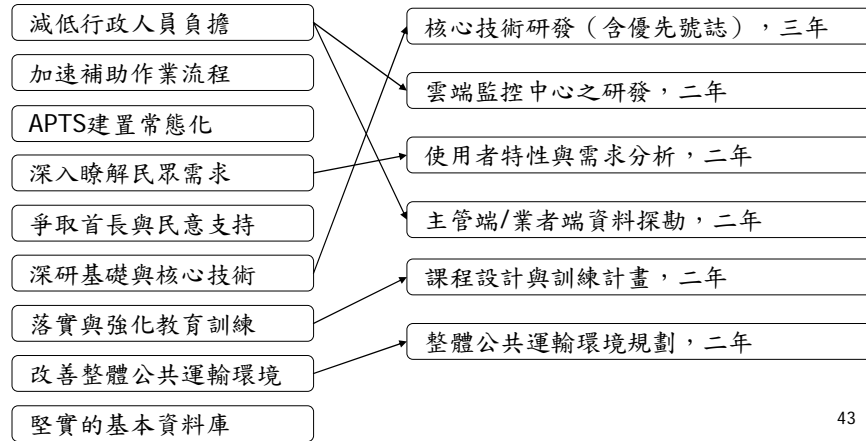 減低行政人員負擔
加速補助作業流程
APTS建置常態化
深入瞭解民眾需求
爭取首長與民意支持
深研基礎與核心技術
落實與強化教育訓練
改善整體公共運輸環境
堅實的基本資料庫
核心技術研發（含優先號誌），三年
雲端監控中心之研發，二年
使用者特性與需求分析，二年
主管端/業者端資料探勘，二年
課程設計與訓練計畫，二年
整體公共運輸環境規劃，二年
43